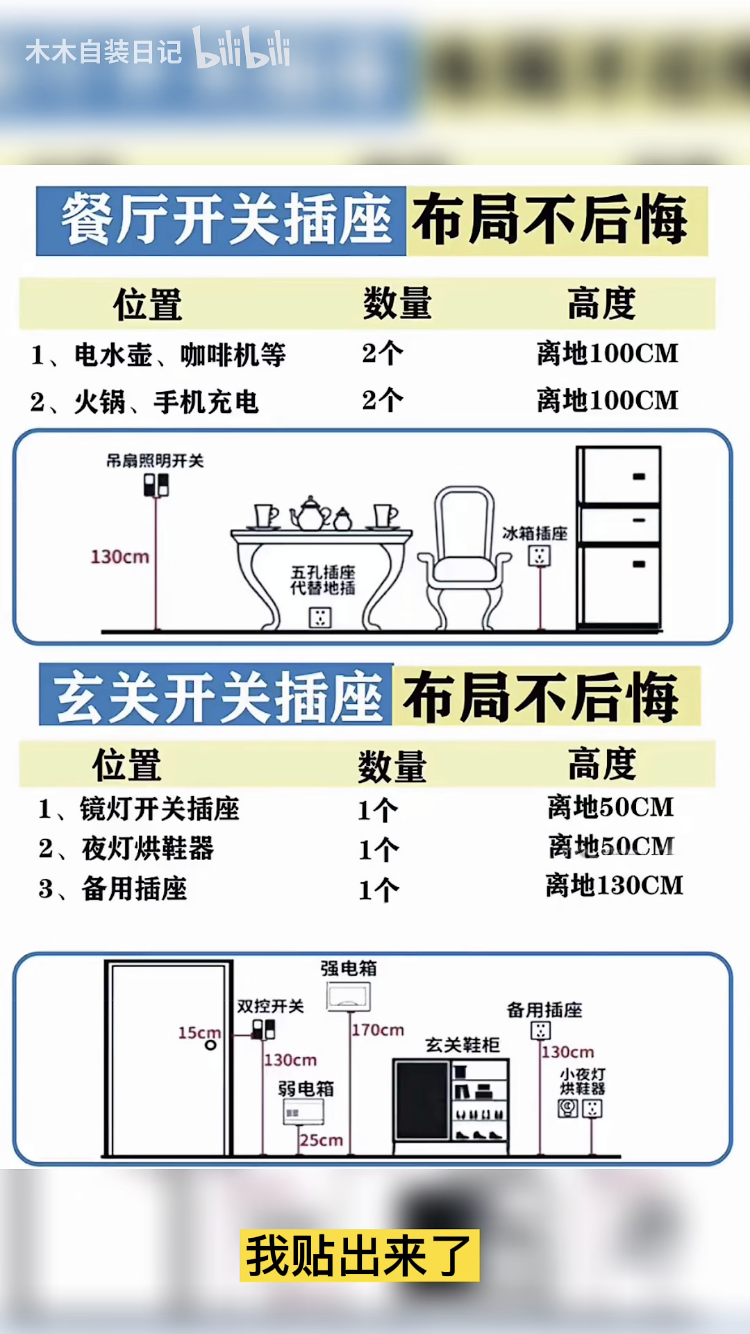 木木自装日记 bilibili
餐厅开关插座 布局不后悔
位置 数量 高度
1、电水壶、咖啡机等 2个 离地100CM
2、火锅、手机充电 2个 离地100CM
吊扇照明开关
130cm
五孔插座
代替地插
冰箱插座
玄关开关插座 布局不后悔
位置 数量 高度
1、镜灯开关插座 1个 离地50CM
2、夜灯烘鞋器 1个 离地50CM
3、备用插座 1个 离地130CM
强电箱
双控开关
15cm
170cm
130cm
弱电箱
25cm
玄关鞋柜
备用插座
130cm
小夜灯
烘鞋器
我贴出来了